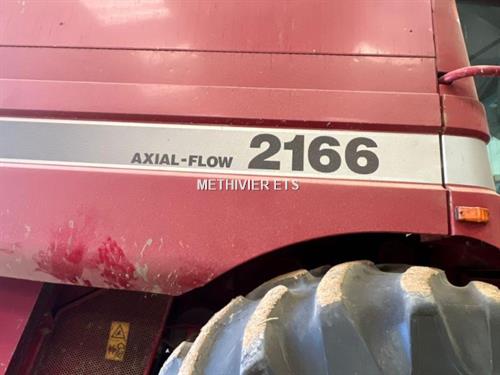 AXIAL-FLOW 2166
METHIVIER ETS